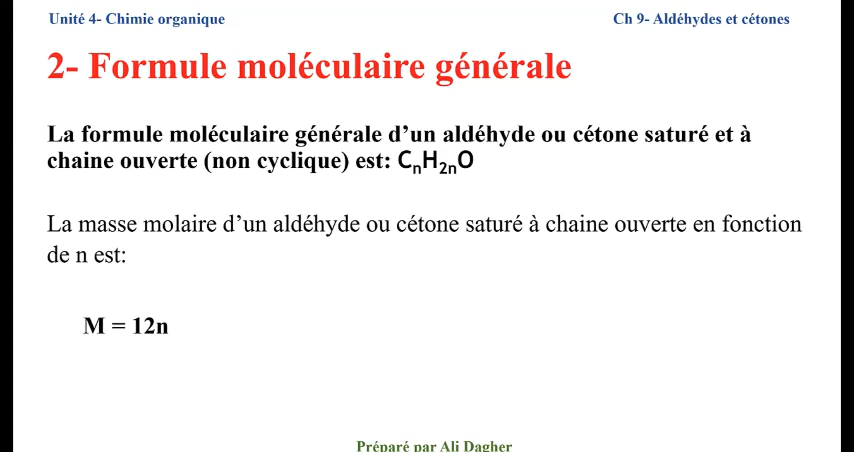 Unité 4- Chimie organique
Ch 9- Aldéhydes et cétones
2- Formule moléculaire générale
La formule moléculaire générale d’un aldéhyde ou cétone saturé et à
chaine ouverte (non cyclique) est: CₙH₂ₙO
La masse molaire d’un aldéhyde ou cétone saturé à chaine ouverte en fonction
de n est:
M = 12n
Préparé par Ali Dagher